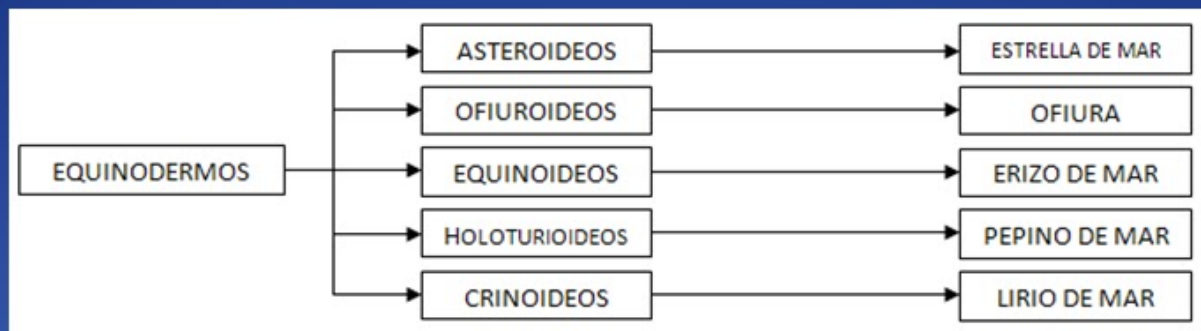 ASTEROIDEOS
ESTRELLA DE MAR
OFIUROIDEOS
OFIURA
EQUINODERMOS
EQUINOIDEOS
ERIZO DE MAR
HOLOTURIOIDEOS
PEPINO DE MAR
CRINOIDEOS
LIRIO DE MAR